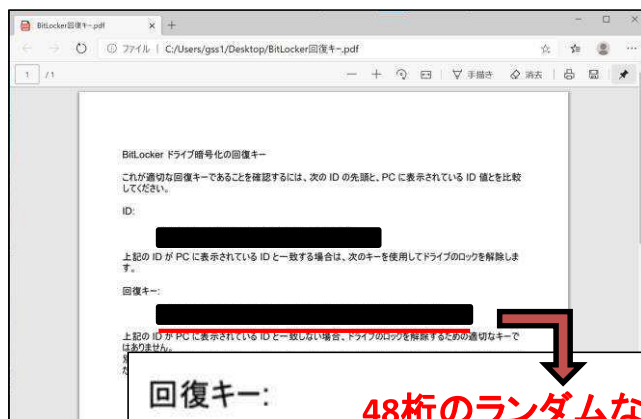 BitLocker回復キー.pdf
ファイル | C:/Users/gss1/Desktop/BitLocker回復キー.pdf
1 /1
手描き 消去
BitLocker ドライブ暗号化の回復キー
これが適切な回復キーであることを確認するには、次の ID の先頭と、PC に表示されている ID 値とを比較
してください。
ID:
上記の ID が PC に表示されている ID と一致する場合は、次のキーを使用してドライブのロックを解除しま
す。
回復キー:
上記の ID が PC に表示されている ID と一致しない場合、ドライブのロックを解除するための適切なキーで
はありません。
回復キー:
48桁のランダムな